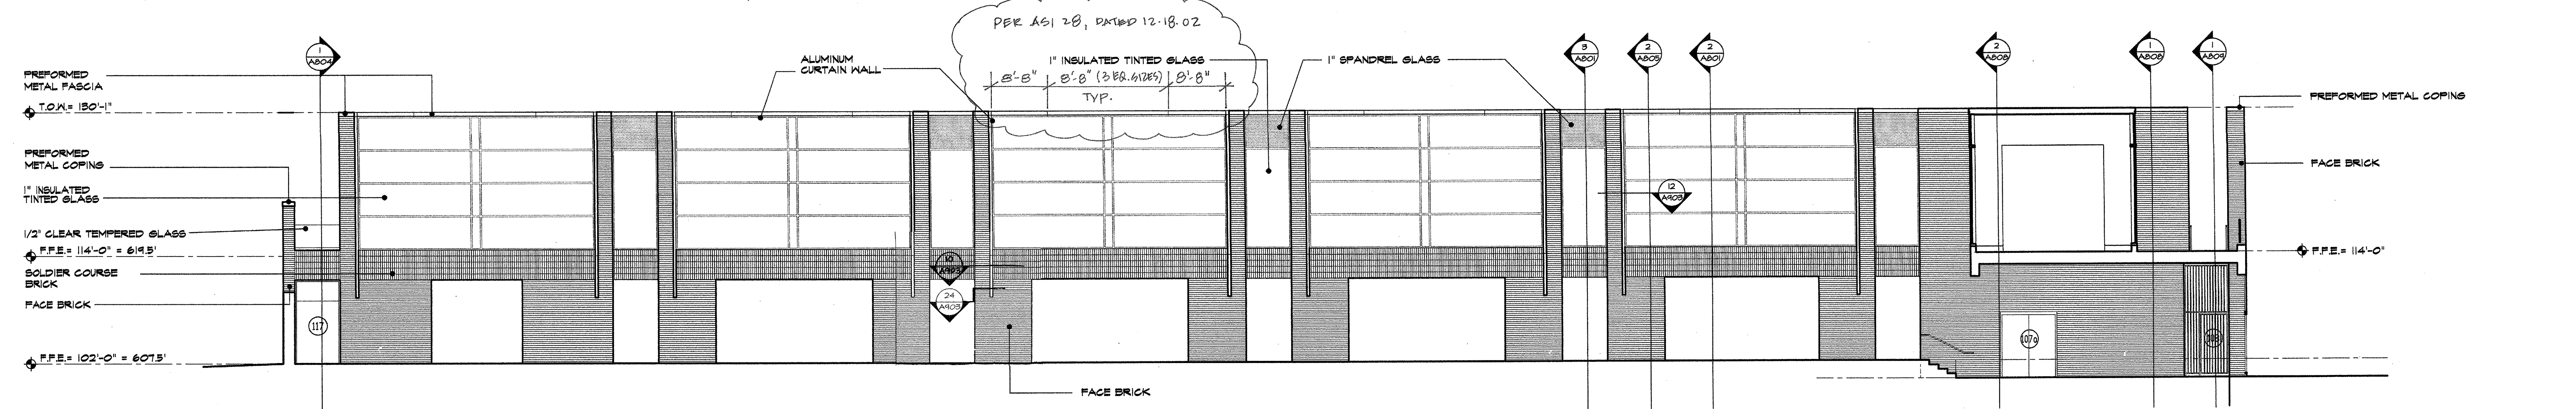 PER ASI 28, DATED 12.18.02
1
A804
ALUMINUM
CURTAIN WALL
1" INSULATED TINTED GLASS
1" SPANDREL GLASS
3
A801
2
A805
2
A801
2
A808
1
A808
1
A809
8'-8"
8'-8" (3 EQ. SIZES)
8'-8"
TYP.
PREFORMED
METAL FASCIA
T.O.W.= 130'-1"
PREFORMED METAL COPING
PREFORMED
METAL COPING
FACE BRICK
1" INSULATED
TINTED GLASS
12
A903
1/2" CLEAR TEMPERED GLASS
F.F.E.= 114'-0" = 619.5'
F.F.E.= 114'-0"
SOLDIER COURSE
BRICK
10
A903
24
A903
FACE BRICK
117
107a
F.F.E.= 102'-0" = 607.5'
FACE BRICK